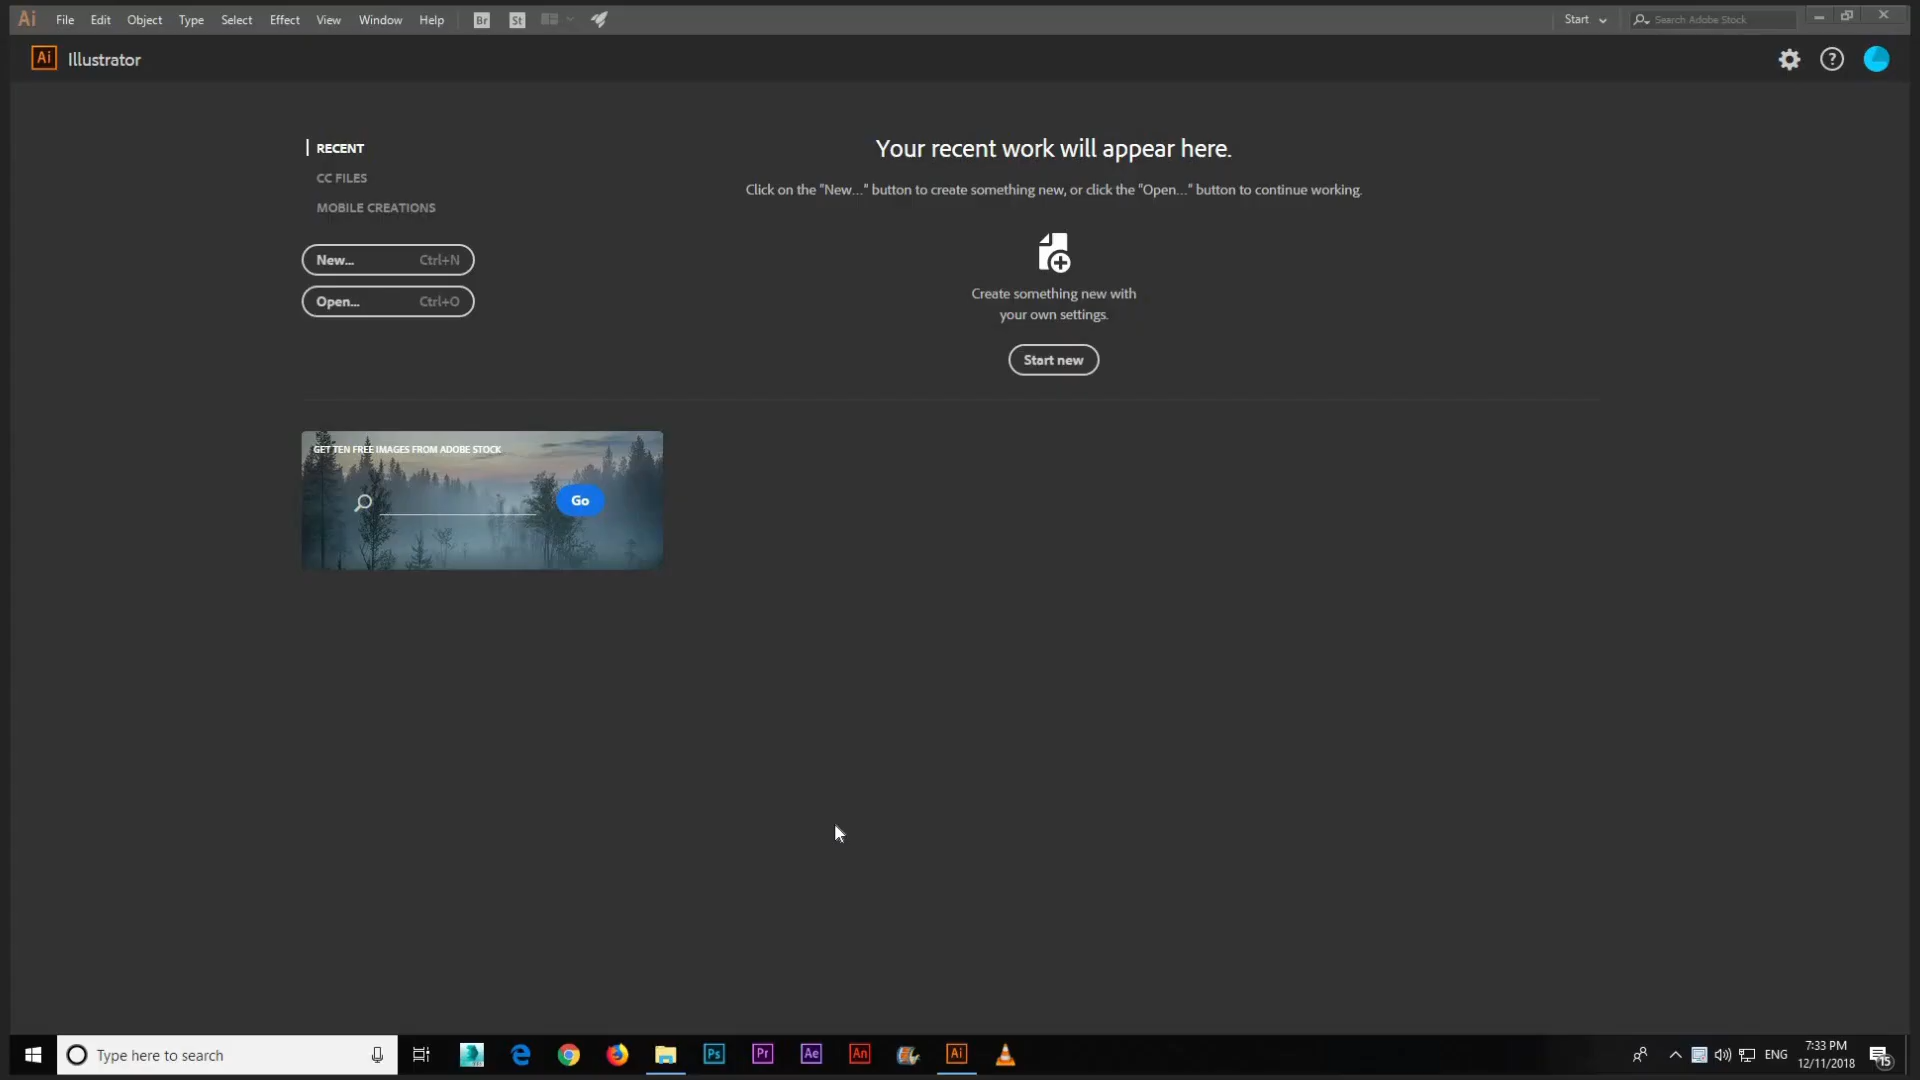 Ai File Edit Object Type Select Effect View Window Help Br St Start Search Adobe Stock
Ai Illustrator ?
RECENT
CC FILES
MOBILE CREATIONS
New... Ctrl+N
Open... Ctrl+O
Your recent work will appear here.
Click on the "New..." button to create something new, or click the "Open..." button to continue working.
Create something new with
your own settings.
Start new
GET TEN FREE IMAGES FROM ADOBE STOCK
Go
Type here to search
Ps Pr Ae An Ai
ENG
7:33 PM
12/11/2018
15